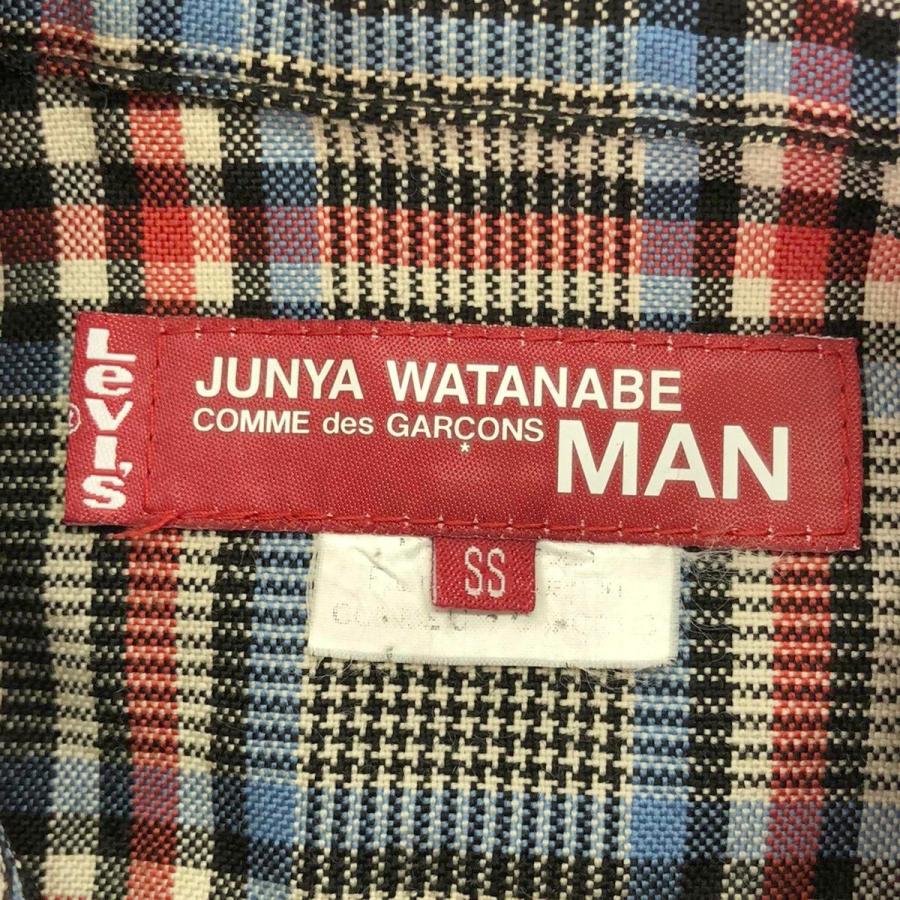 Levi's
®
JUNYA WATANABE
COMME des GARÇONS
MAN
SS